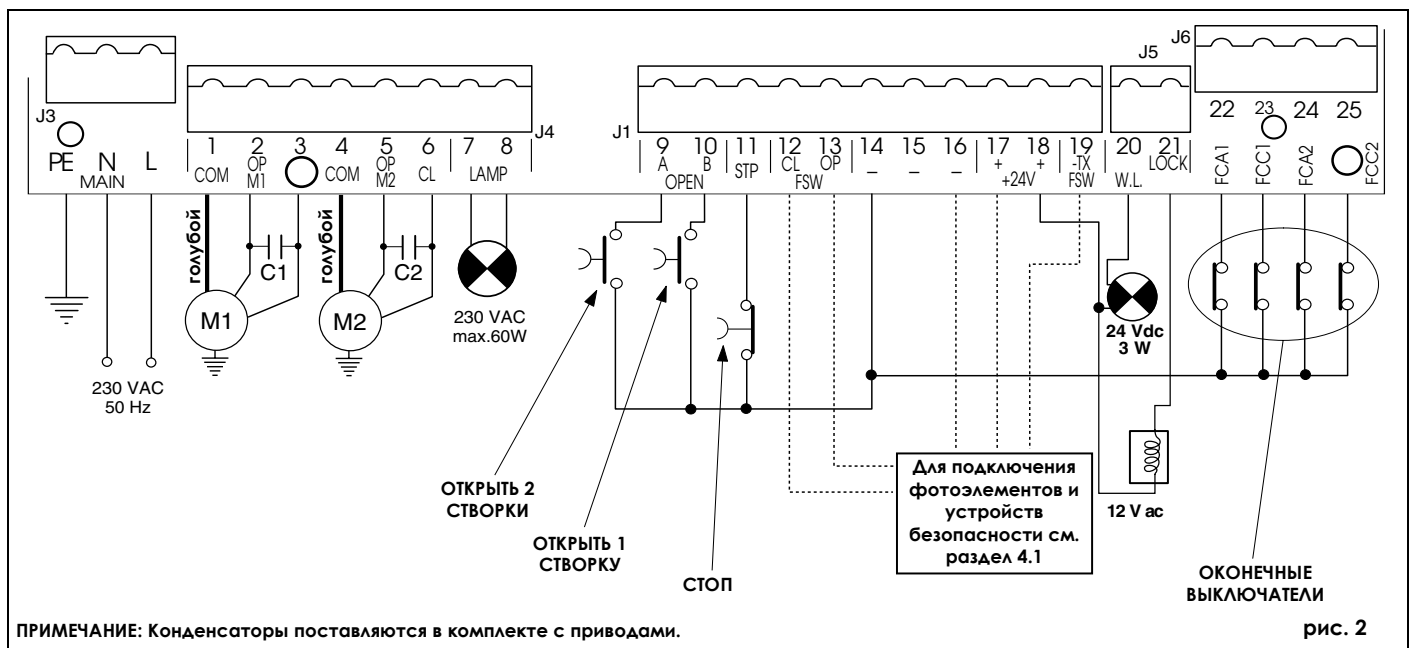 J3
PE N L
MAIN
230 VAC
50 Hz
1 2 3 4 5 6 7 8
J4
COM OP COM OP CL LAMP
M1 M2
голубой
голубой
C1
C2
M1
M2
230 VAC
max.60W
J1
9 10 11 12 13 14 15 16 17 18 19
A B STP CL OP – – – + + -TX
OPEN FSW +24V FSW
J5
20 21
LOCK
W.L.
J6
22 23 24 25
FCA1 FCC1 FCA2 FCC2
24 Vdc
3 W
12 V ac
ОТКРЫТЬ 2
СТВОРКИ
ОТКРЫТЬ 1
СТВОРКУ
СТОП
Для подключения
фотоэлементов и
устройств
безопасности см.
раздел 4.1
ОКОНЕЧНЫЕ
ВЫКЛЮЧАТЕЛИ
ПРИМЕЧАНИЕ: Конденсаторы поставляются в комплекте с приводами.
рис. 2